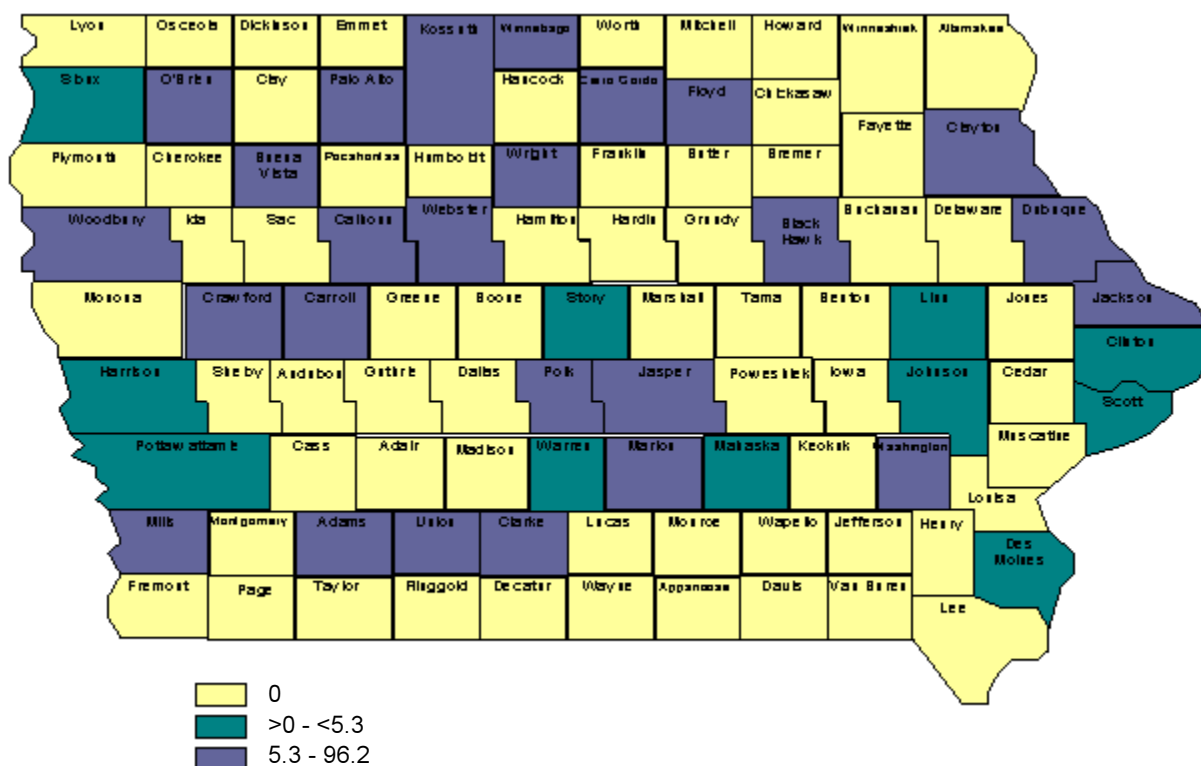 Lyon Osceola Dickinson Emmet Kossuth Winnebago Worth Mitchell Howard Winneshiek Allamakee
Sioux O'Brien Clay Palo Alto Hancock Cerro Gordo Floyd Chickasaw
Fayette Clayton
Plymouth Cherokee Buena Vista Pocahontas Humboldt Wright Franklin Butler Bremer
Woodbury Ida Sac Calhoun Webster Hamilton Hardin Grundy Black Hawk Buchanan Delaware Dubuque
Monona Crawford Carroll Greene Boone Story Marshall Tama Benton Linn Jones Jackson
Clinton
Harrison Shelby Audubon Guthrie Dallas Polk Jasper Poweshiek Iowa Johnson Cedar
Scott
Pottawattamie Cass Adair Madison Warren Marion Mahaska Keokuk Washington Muscatine
Louisa
Mills Montgomery Adams Union Clarke Lucas Monroe Wapello Jefferson Henry Des Moines
Fremont Page Taylor Ringgold Decatur Wayne Appanoose Davis Van Buren Lee
0
>0 - <5.3
5.3 - 96.2